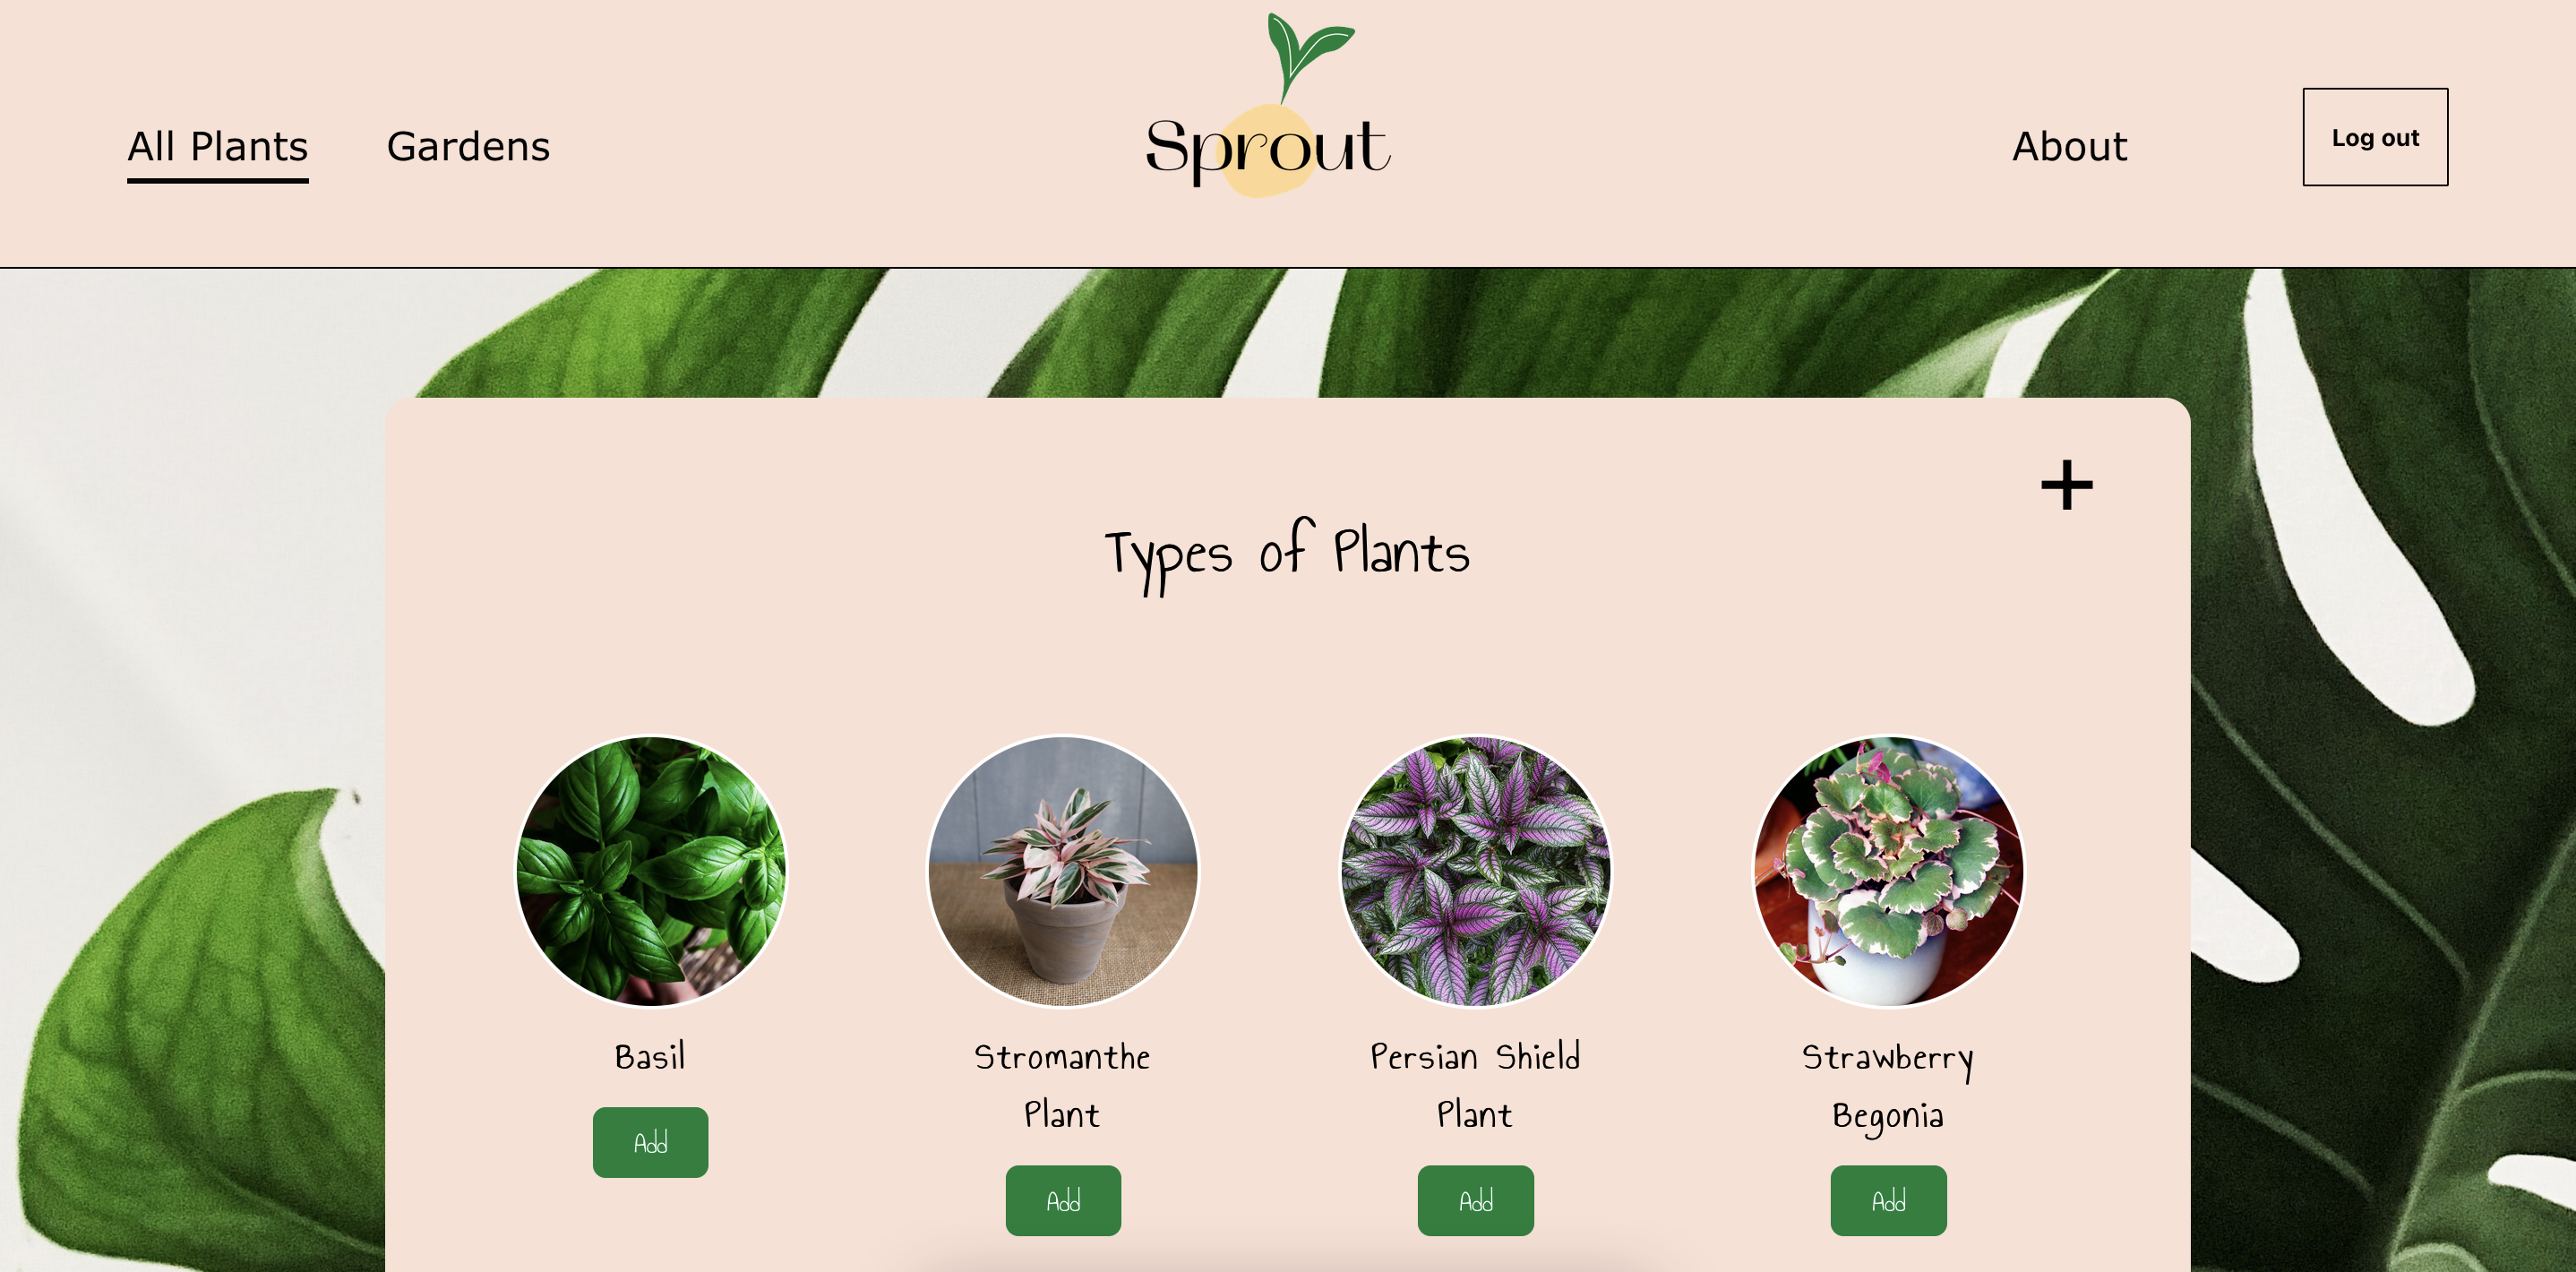 All Plants
Gardens
Sprout
About
Log out
+
Types of Plants
Basil
Add
Stromanthe
Plant
Add
Persian Shield
Plant
Add
Strawberry
Begonia
Add